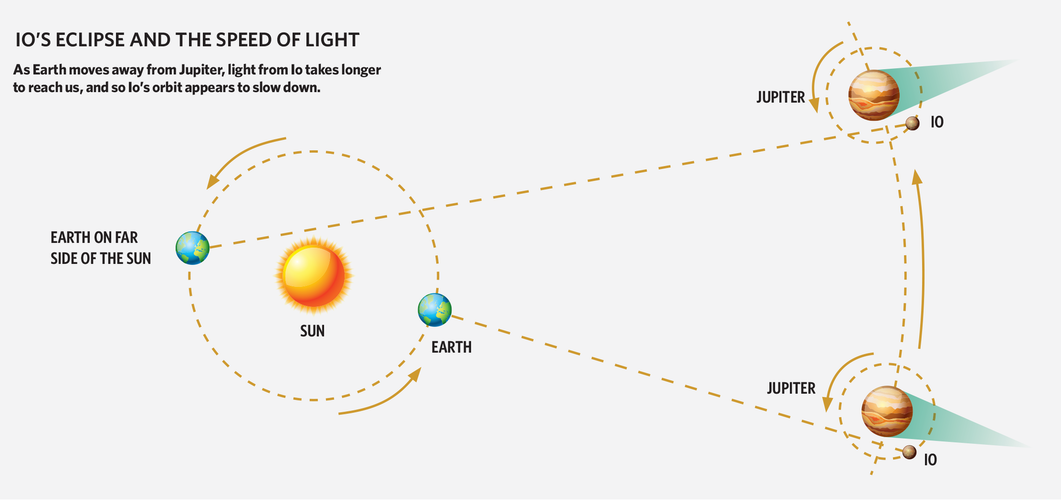 IO'S ECLIPSE AND THE SPEED OF LIGHT
As Earth moves away from Jupiter, light from Io takes longer
to reach us, and so Io's orbit appears to slow down.
JUPITER
IO
EARTH ON FAR
SIDE OF THE SUN
SUN
EARTH
JUPITER
IO